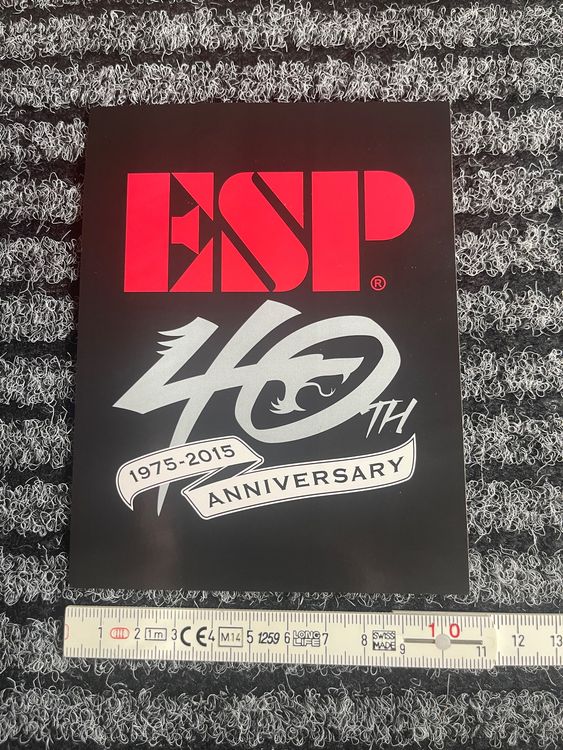 ESP®
40TH
1975-2015
ANNIVERSARY
1 2 1m 3 CE 4 M14 5 1259 6 LONG LIFE 7 8 SWISS MADE 9 10 11 12 13